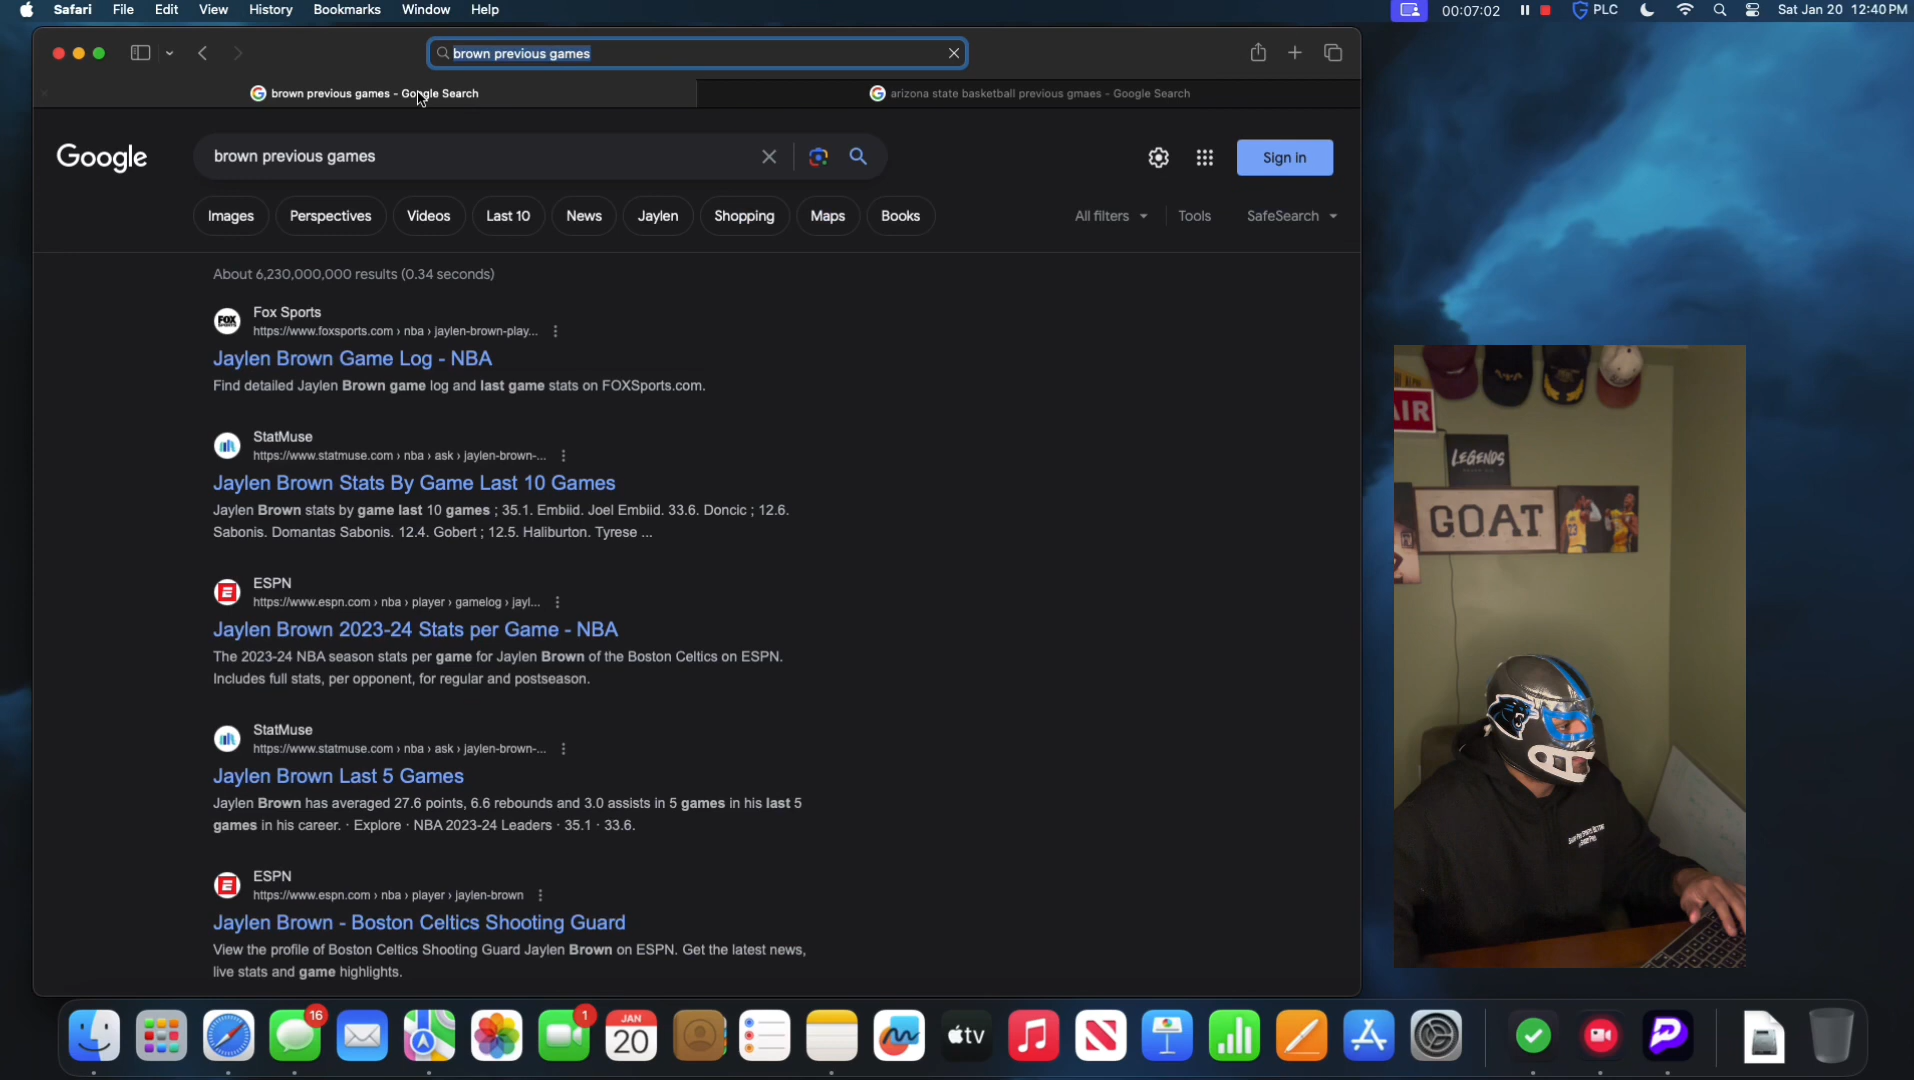 Safari File Edit View History Bookmarks Window Help
00:07:02 PLC Sat Jan 20 12:40 PM
brown previous games
brown previous games - Google Search
arizona state basketball previous gmaes - Google Search
Google
brown previous games
Sign in
Images Perspectives Videos Last 10 News Jaylen Shopping Maps Books All filters Tools SafeSearch
About 6,230,000,000 results (0.34 seconds)
FOX
SPORTS
Fox Sports
https://www.foxsports.com › nba › jaylen-brown-play...
Jaylen Brown Game Log - NBA
Find detailed Jaylen Brown game log and last game stats on FOXSports.com.
StatMuse
https://www.statmuse.com › nba › ask › jaylen-brown-...
Jaylen Brown Stats By Game Last 10 Games
Jaylen Brown stats by game last 10 games ; 35.1. Embiid. Joel Embiid. 33.6. Doncic ; 12.6.
Sabonis. Domantas Sabonis. 12.4. Gobert ; 12.5. Haliburton. Tyrese ...
ESPN
https://www.espn.com › nba › player › gamelog › jayl...
Jaylen Brown 2023-24 Stats per Game - NBA
The 2023-24 NBA season stats per game for Jaylen Brown of the Boston Celtics on ESPN.
Includes full stats, per opponent, for regular and postseason.
StatMuse
https://www.statmuse.com › nba › ask › jaylen-brown-...
Jaylen Brown Last 5 Games
Jaylen Brown has averaged 27.6 points, 6.6 rebounds and 3.0 assists in 5 games in his last 5
games in his career. · Explore · NBA 2023-24 Leaders · 35.1 · 33.6.
ESPN
https://www.espn.com › nba › player › jaylen-brown
Jaylen Brown - Boston Celtics Shooting Guard
View the profile of Boston Celtics Shooting Guard Jaylen Brown on ESPN. Get the latest news,
live stats and game highlights.
AIR
LEGENDS
GOAT
23
16
1
JAN
20
tv